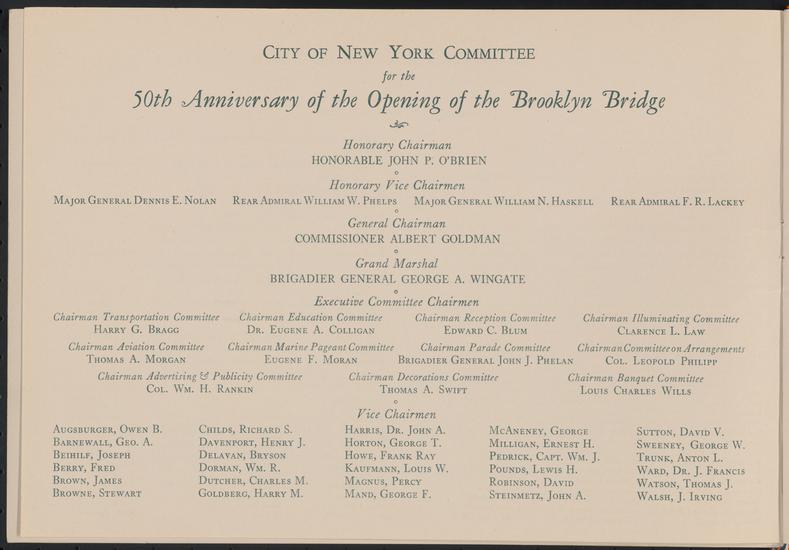 CITY OF NEW YORK COMMITTEE
for the
50th Anniversary of the Opening of the Brooklyn Bridge
Honorary Chairman
HONORABLE JOHN P. O'BRIEN
Honorary Vice Chairmen
MAJOR GENERAL DENNIS E. NOLAN REAR ADMIRAL WILLIAM W. PHELPS MAJOR GENERAL WILLIAM N. HASKELL REAR ADMIRAL F. R. LACKEY
General Chairman
COMMISSIONER ALBERT GOLDMAN
Grand Marshal
BRIGADIER GENERAL GEORGE A. WINGATE
Executive Committee Chairmen
Chairman Transportation Committee Chairman Education Committee Chairman Reception Committee Chairman Illuminating Committee
HARRY G. BRAGG DR. EUGENE A. COLLIGAN EDWARD C. BLUM CLARENCE L. LAW
Chairman Aviation Committee Chairman Marine Pageant Committee Chairman Parade Committee Chairman Committee on Arrangements
THOMAS A. MORGAN EUGENE F. MORAN BRIGADIER GENERAL JOHN J. PHELAN COL. LEOPOLD PHILIPP
Chairman Advertising & Publicity Committee Chairman Decorations Committee Chairman Banquet Committee
COL. WM. H. RANKIN THOMAS A. SWIFT LOUIS CHARLES WILLS
Vice Chairmen
AUGSBURGER, OWEN B. CHILDS, RICHARD S. HARRIS, DR. JOHN A. MCANENEY, GEORGE SUTTON, DAVID V.
BARNEWALL, GEO. A. DAVENPORT, HENRY J. HORTON, GEORGE T. MILLIGAN, ERNEST H. SWEENEY, GEORGE W.
BEIHILF, JOSEPH DELAVAN, BRYSON HOWE, FRANK RAY PEDRICK, CAPT. WM. J. TRUNK, ANTON L.
BERRY, FRED DORMAN, WM. R. KAUFMANN, LOUIS W. POUNDS, LEWIS H. WARD, DR. J. FRANCIS
BROWN, JAMES DUTCHER, CHARLES M. MAGNUS, PERCY ROBINSON, DAVID WATSON, THOMAS J.
BROWNE, STEWART GOLDBERG, HARRY M. MAND, GEORGE F. STEINMETZ, JOHN A. WALSH, J. IRVING